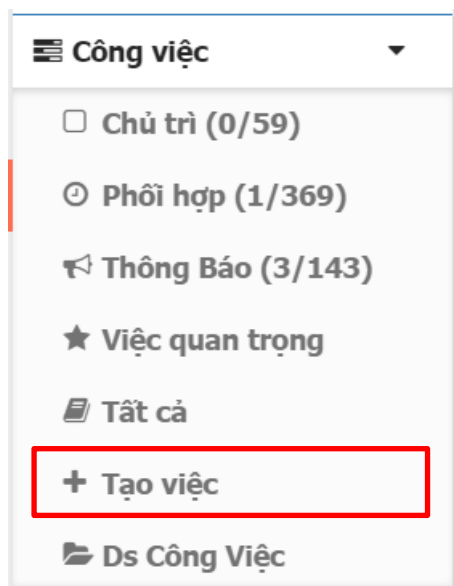 Công việc
Chủ trì (0/59)
Phối hợp (1/369)
Thông Báo (3/143)
Việc quan trọng
Tất cả
Tạo việc
Ds Công Việc